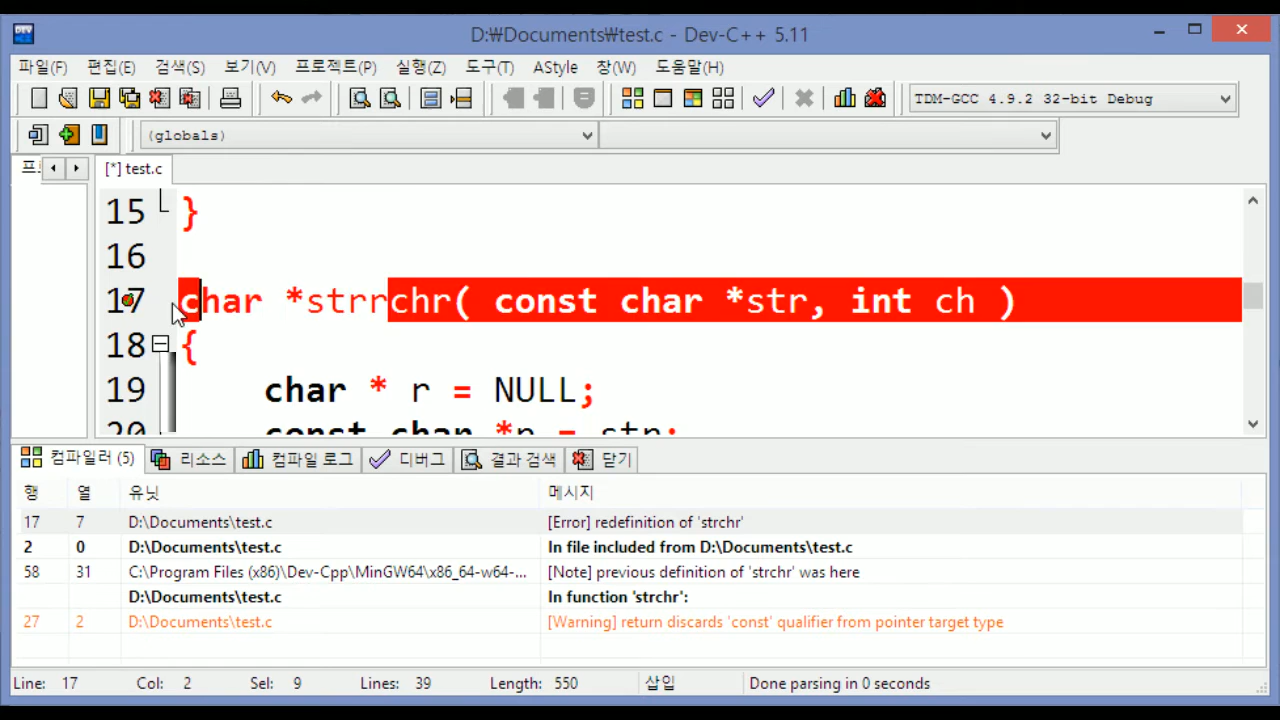 DEV
D:₩Documents₩test.c - Dev-C++ 5.11
파일(F) 편집(E) 검색(S) 보기(V) 프로젝트(P) 실행(Z) 도구(T) AStyle 창(W) 도움말(H)
TDM-GCC 4.9.2 32-bit Debug
(globals)
[*] test.c
15 }
16
17 char *strrchr( const char *str, int ch )
18 {
19 char * r = NULL;
20 const char *p = str;
컴파일러 (5) 리소스 컴파일 로그 디버그 결과 검색 닫기
행 열 유닛 메시지
17 7 D:\Documents\test.c [Error] redefinition of 'strchr'
2 0 D:\Documents\test.c In file included from D:\Documents\test.c
58 31 C:\Program Files (x86)\Dev-Cpp\MinGW64\x86_64-w64-... [Note] previous definition of 'strchr' was here
D:\Documents\test.c In function 'strchr':
27 2 D:\Documents\test.c [Warning] return discards 'const' qualifier from pointer target type
Line: 17 Col: 2 Sel: 9 Lines: 39 Length: 550 삽입 Done parsing in 0 seconds